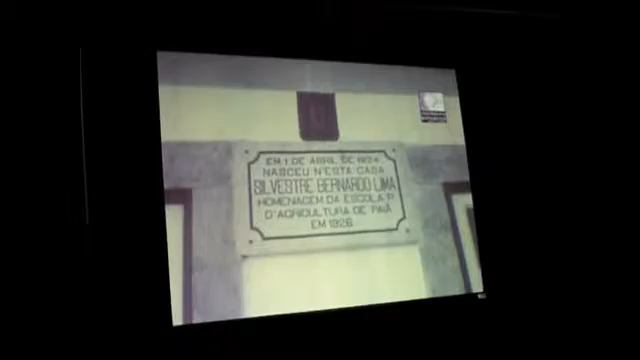 EM 1 DE ABRIL DE 1824
NASCEU N'ESTA CASA
SILVESTRE BERNARDO LIMA
HOMENAGEM DA ESCOLA P.
D'AGRICULTURA DE PAIÃ
EM 1926